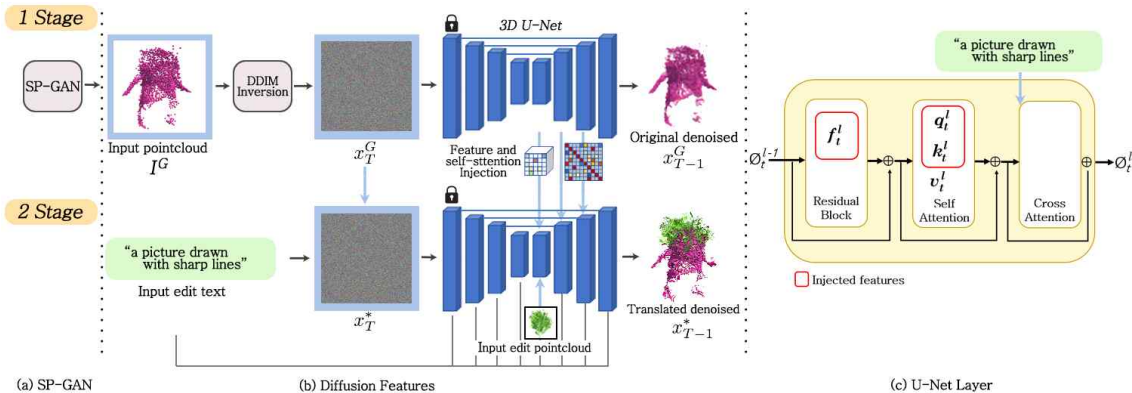 1 Stage
SP-GAN
Input pointcloud
I^G
DDIM
Inversion
x_T^G
3D U-Net
Original denoised
x_{T-1}^G
Feature and
self-sttention
Injection
2 Stage
"a picture drawn
with sharp lines"
Input edit text
x_T^*
Input edit pointcloud
Translated denoised
x_{T-1}^*
(a) SP-GAN
(b) Diffusion Features
"a picture drawn
with sharp lines"
Ø_t^{l-1}
f_t^l
Residual
Block
q_t^l
k_t^l
v_t^l
Self
Attention
Cross
Attention
Ø_t^l
Injected features
(c) U-Net Layer